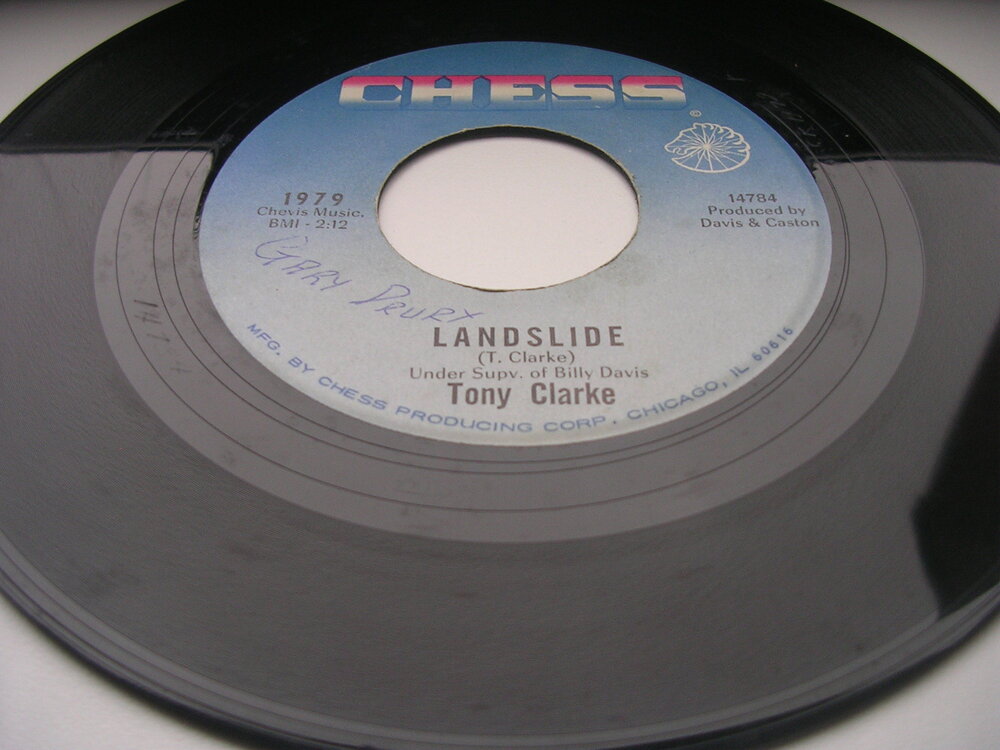 CHESS
©
1979
Chevis Music.
BMI - 2:12
14784
Produced by
Davis & Caston
GARY DRURY
LANDSLIDE
(T. Clarke)
Under Supv. of Billy Davis
Tony Clarke
MFG. BY CHESS PRODUCING CORP. CHICAGO, IL 60616